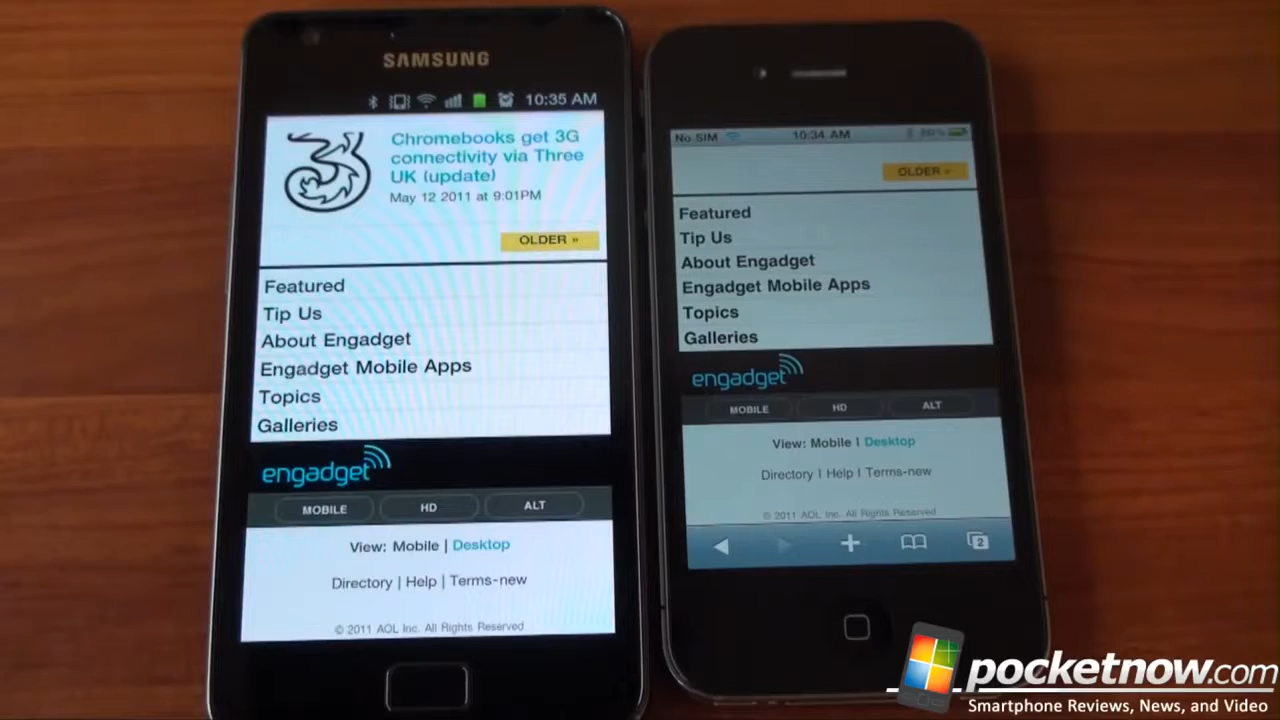 SAMSUNG
10:35 AM
Chromebooks get 3G
connectivity via Three
UK (update)
May 12 2011 at 9:01PM
OLDER »
Featured
Tip Us
About Engadget
Engadget Mobile Apps
Topics
Galleries
engadget
MOBILE
HD
ALT
View: Mobile | Desktop
Directory | Help | Terms-new
© 2011 AOL Inc. All Rights Reserved
No SIM
10:34 AM
80%
OLDER »
Featured
Tip Us
About Engadget
Engadget Mobile Apps
Topics
Galleries
engadget
MOBILE
HD
ALT
View: Mobile | Desktop
Directory | Help | Terms-new
© 2011 AOL Inc. All Rights Reserved
2
pocketnow.com
Smartphone Reviews, News, and Video